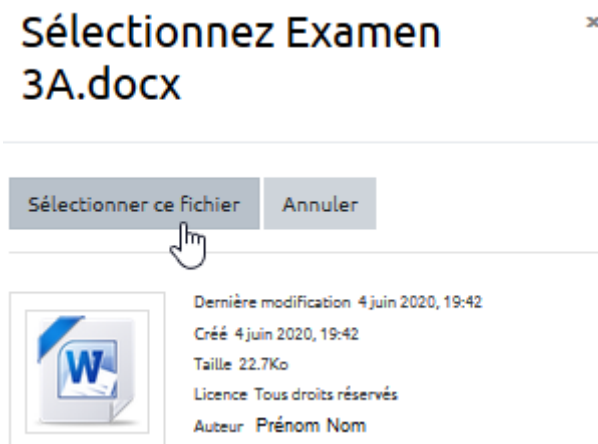 Sélectionnez Examen
3A.docx
×
Sélectionner ce fichier Annuler
Dernière modification 4 juin 2020, 19:42
Créé 4 juin 2020, 19:42
Taille 22.7Ko
Licence Tous droits réservés
Auteur Prénom Nom
W